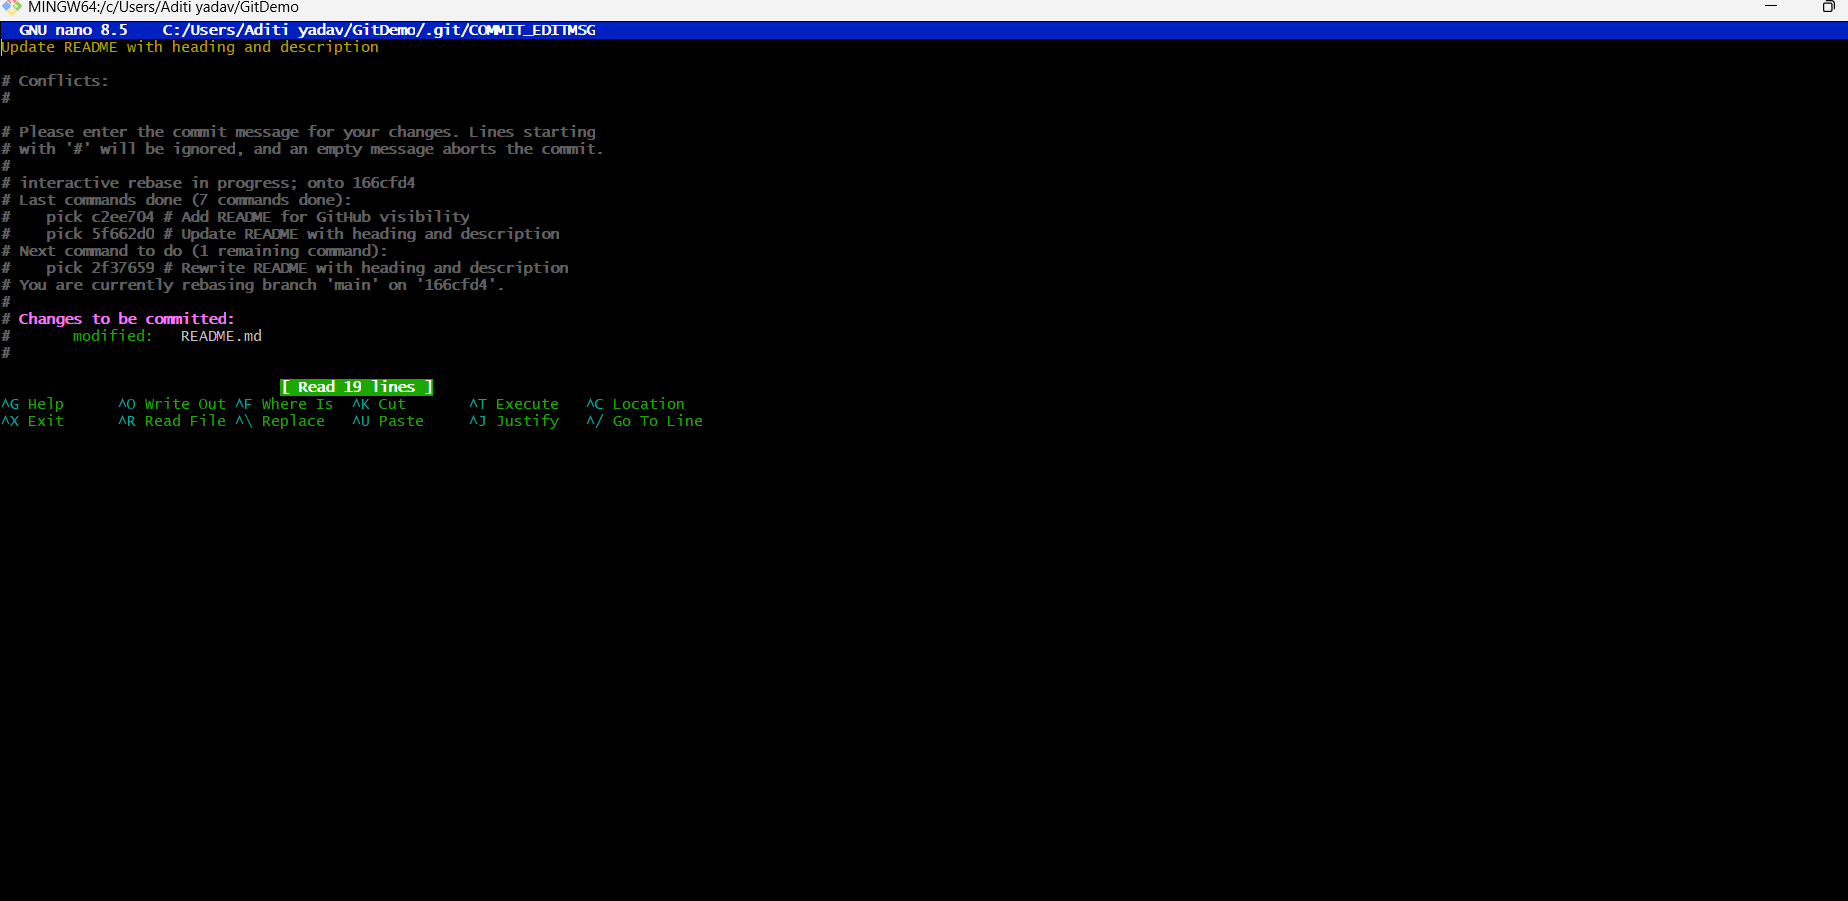 MINGW64:/c/Users/Aditi yadav/GitDemo
GNU nano 8.5    C:/Users/Aditi yadav/GitDemo/.git/COMMIT_EDITMSG
Update README with heading and description
# Conflicts:
#
# Please enter the commit message for your changes. Lines starting
# with '#' will be ignored, and an empty message aborts the commit.
#
# interactive rebase in progress; onto 166cfd4
# Last commands done (7 commands done):
#    pick c2ee704 # Add README for GitHub visibility
#    pick 5f662d0 # Update README with heading and description
# Next command to do (1 remaining command):
#    pick 2f37659 # Rewrite README with heading and description
# You are currently rebasing branch 'main' on '166cfd4'.
#
# Changes to be committed:
#       modified:   README.md
#
[ Read 19 lines ]
^G Help      ^O Write Out ^F Where Is  ^K Cut       ^T Execute   ^C Location
^X Exit      ^R Read File ^\ Replace   ^U Paste     ^J Justify   ^/ Go To Line